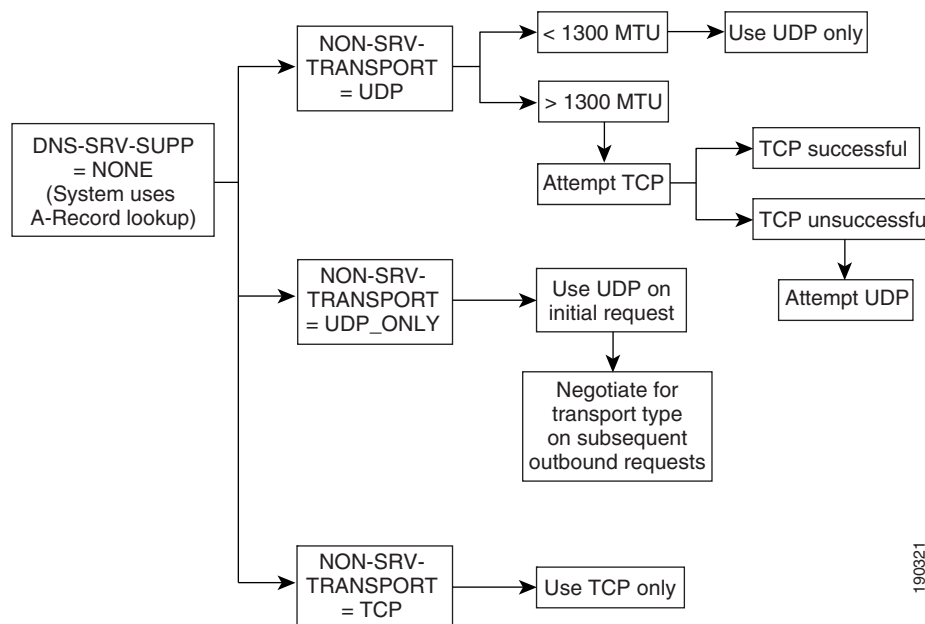 NON-SRV-
TRANSPORT
= UDP
< 1300 MTU
Use UDP only
> 1300 MTU
DNS-SRV-SUPP
= NONE
(System uses
A-Record lookup)
Attempt TCP
TCP successful
TCP unsuccessful
Attempt UDP
NON-SRV-
TRANSPORT
= UDP_ONLY
Use UDP on
initial request
Negotiate for
transport type
on subsequent
outbound requests
NON-SRV-
TRANSPORT
= TCP
Use TCP only
190321